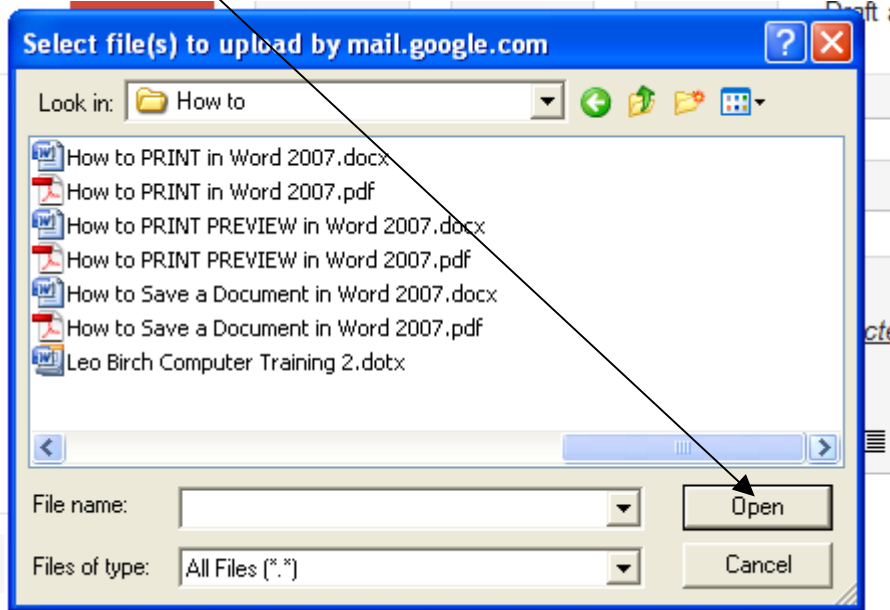 Draft a
Select file(s) to upload by mail.google.com
Look in: How to
How to PRINT in Word 2007.docx
How to PRINT in Word 2007.pdf
How to PRINT PREVIEW in Word 2007.docx
How to PRINT PREVIEW in Word 2007.pdf
How to Save a Document in Word 2007.docx
How to Save a Document in Word 2007.pdf
Leo Birch Computer Training 2.dotx
cte
File name: Open
Files of type: All Files (*.*) Cancel